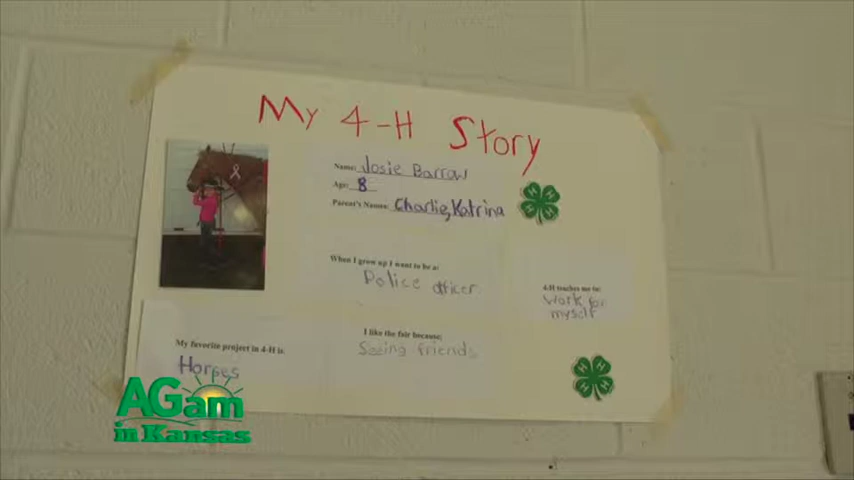 My 4-H Story
Name: Josie Barrow
Age: 8
Parent's Names: Charlie, Katrina
H H H H
When I grow up I want to be a:
Police officer
4-H teaches me to:
work for
myself
My favorite project in 4-H is:
Horses
I like the fair because:
Seeing friends
H H H H
AGam
in Kansas